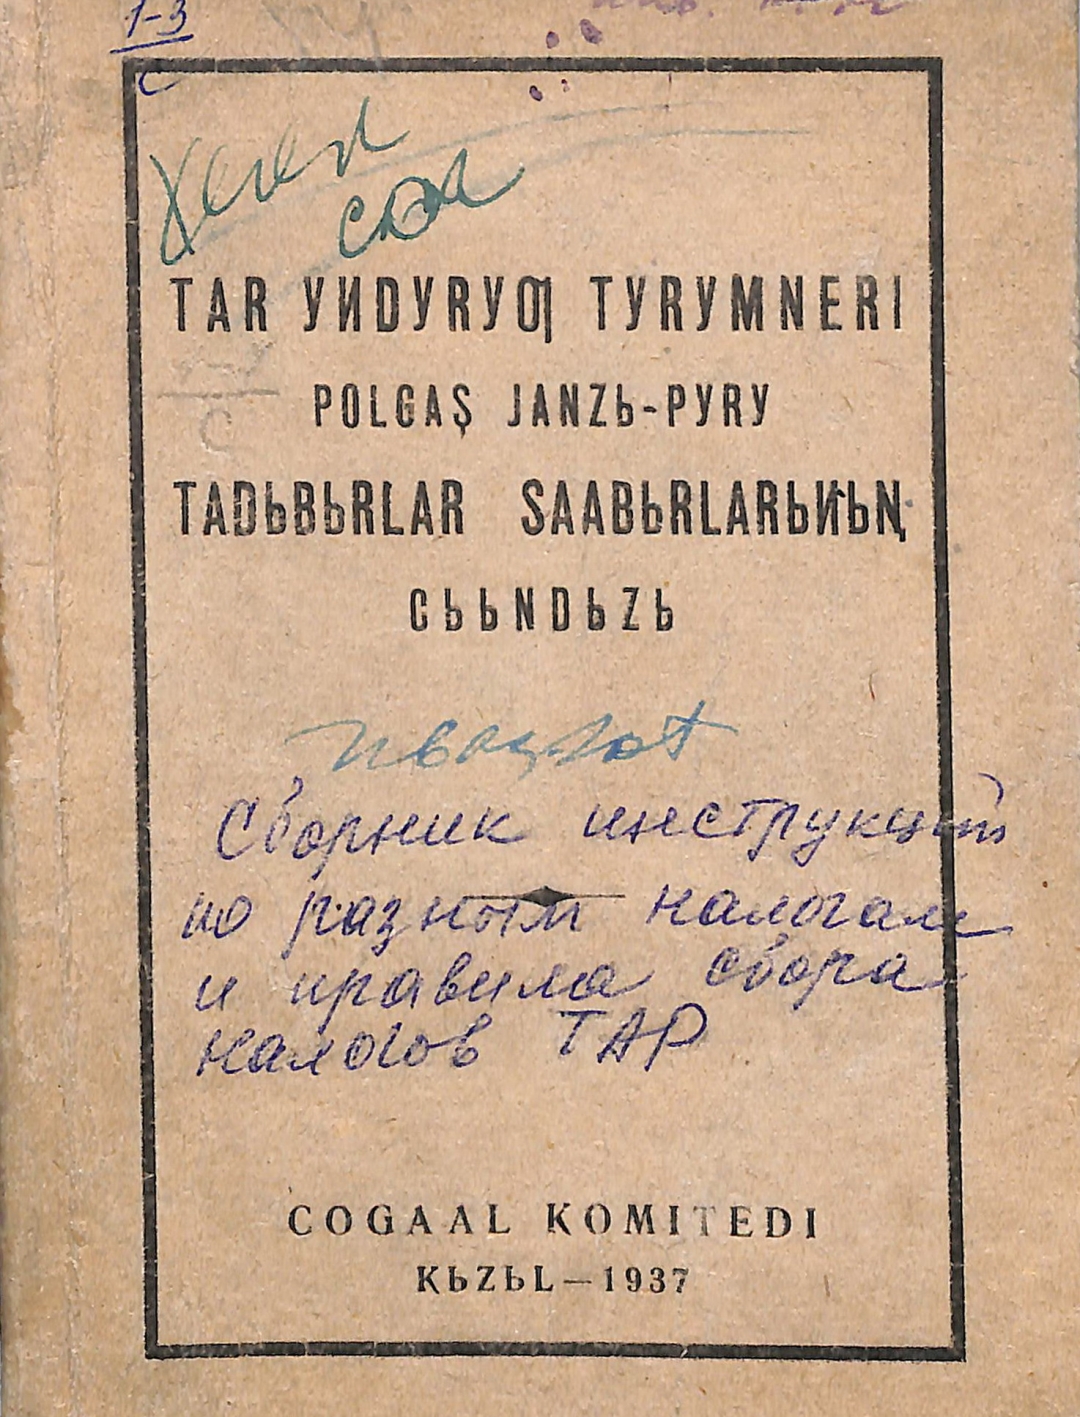 1-3
С
TAR YИDYRYƢ TYRYMNERI
POLGAŞ JANZЬ-PYRY
TADЬBЬRLAR SAABЬRLARЬИЬꞐ
CЬЬNDЬZЬ
Сборник инструкций
по разным налогам
и правила сбора
налогов ТАР
COGAAL KOMITEDI
KЬZЬL—1937